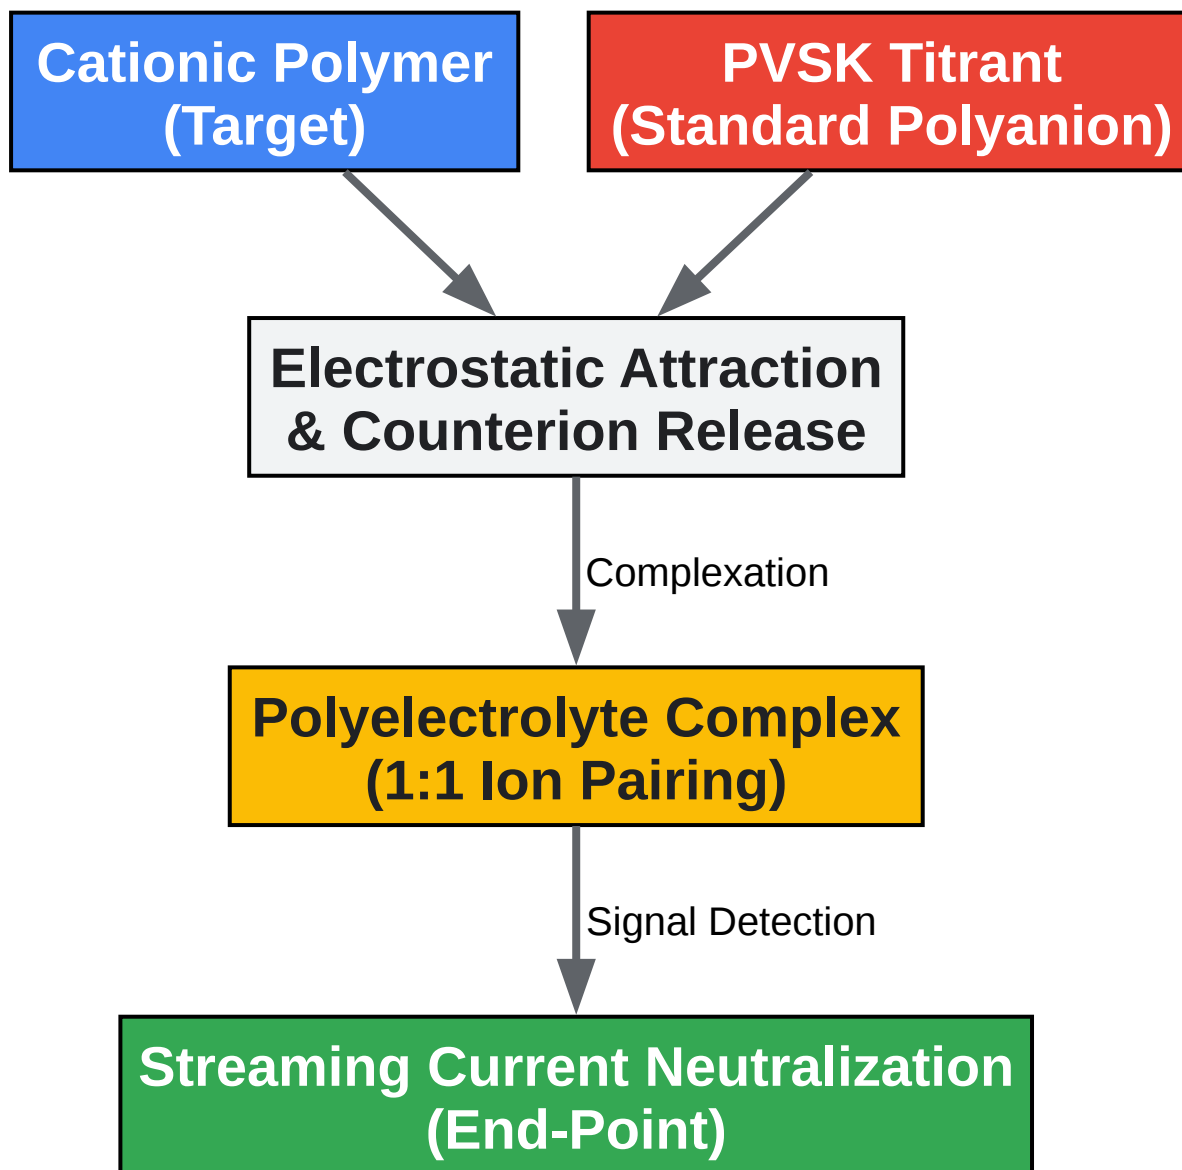 Cationic Polymer
(Target)
PVSK Titrant
(Standard Polyanion)
Electrostatic Attraction
& Counterion Release
Complexation
Polyelectrolyte Complex
(1:1 Ion Pairing)
Signal Detection
Streaming Current Neutralization
(End-Point)